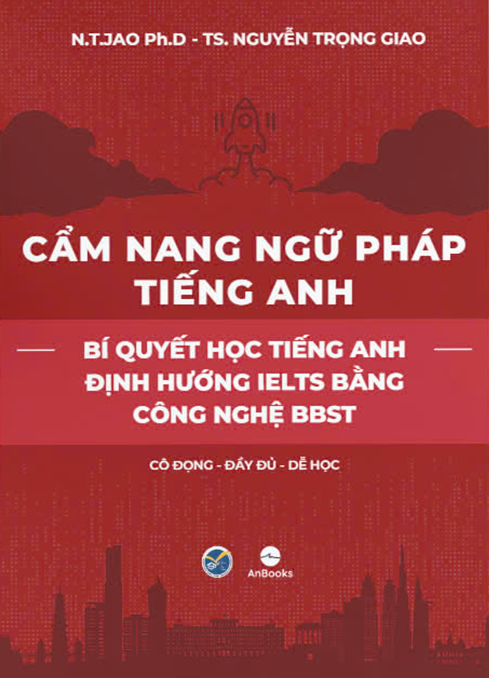 N.T.JAO Ph.D - TS. NGUYỄN TRỌNG GIAO
CẨM NANG NGỮ PHÁP
TIẾNG ANH
BÍ QUYẾT HỌC TIẾNG ANH
ĐỊNH HƯỚNG IELTS BẰNG
CÔNG NGHỆ BBST
CÔ ĐỌNG - ĐẦY ĐỦ - DỄ HỌC
AnBooks